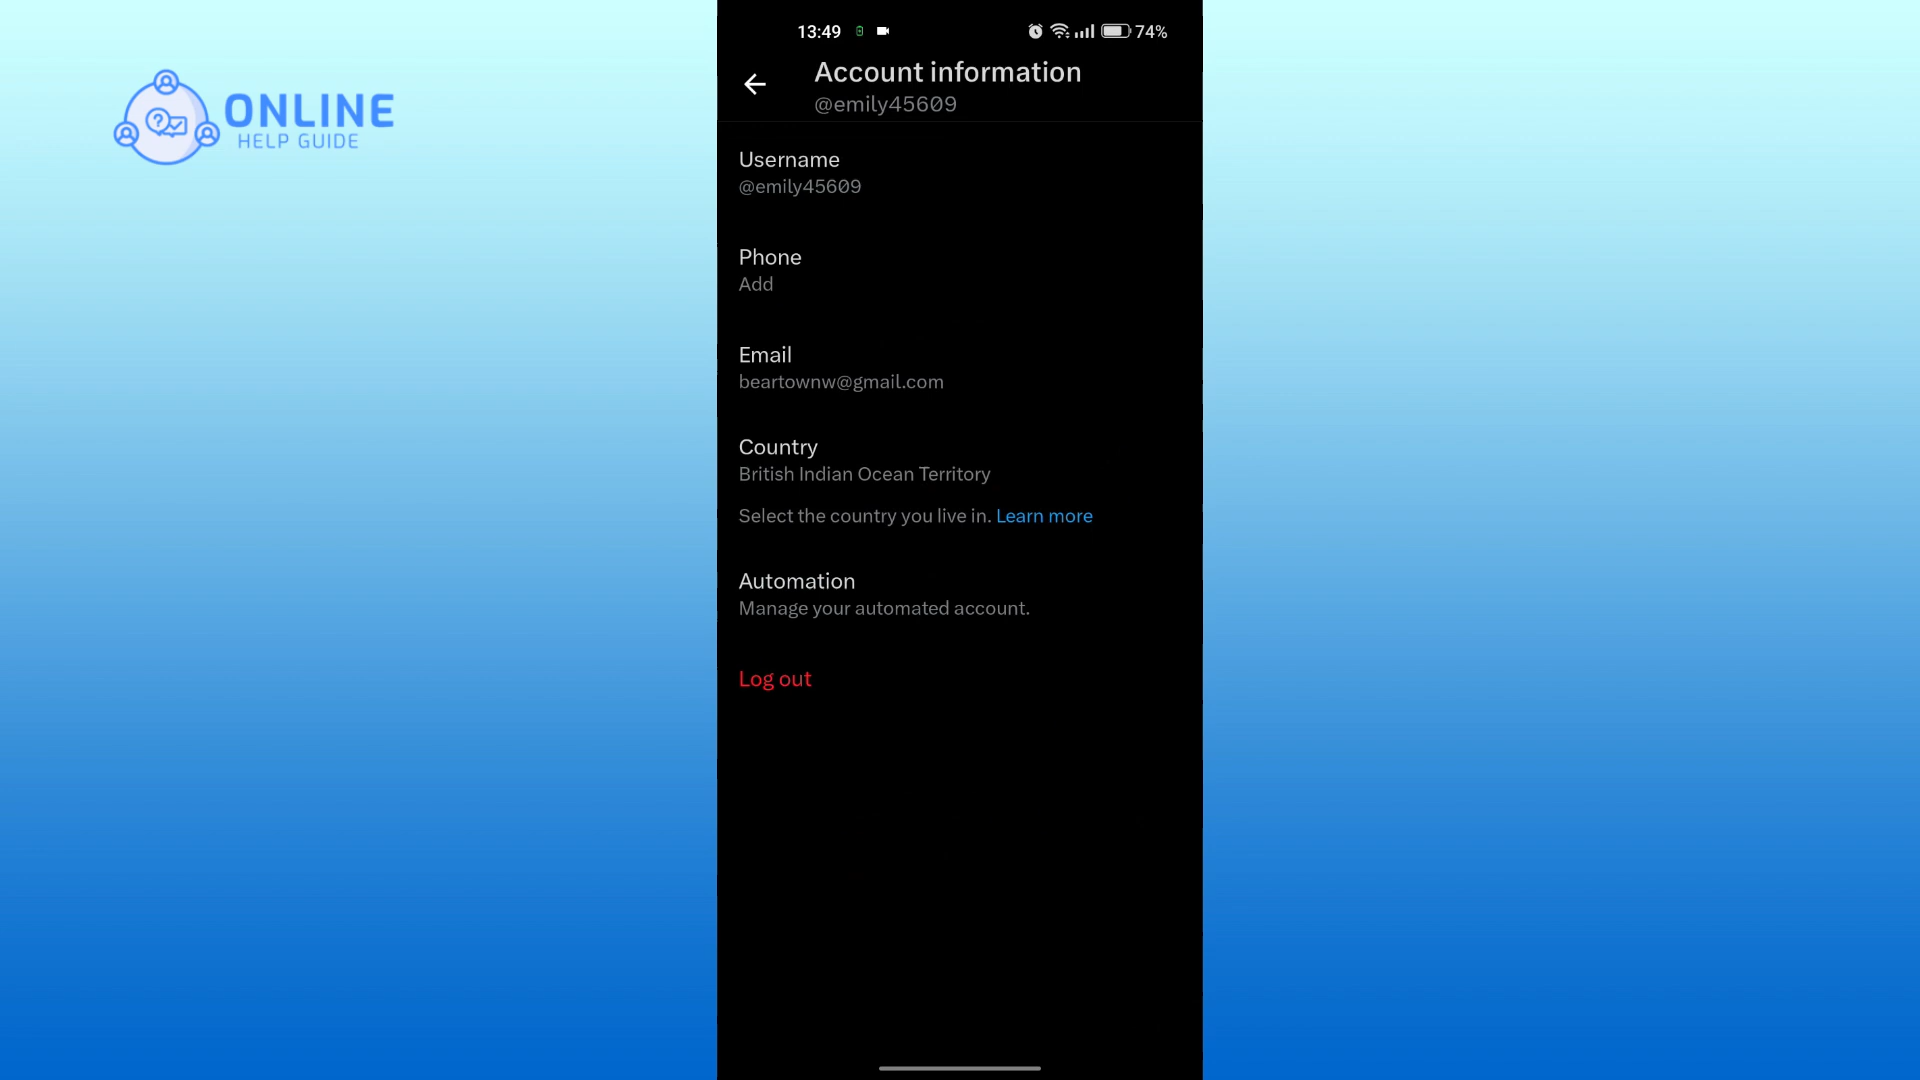 ONLINE
HELP GUIDE
13:49
74%
Account information
@emily45609
Username
@emily45609
Phone
Add
Email
beartownw@gmail.com
Country
British Indian Ocean Territory
Select the country you live in. Learn more
Automation
Manage your automated account.
Log out